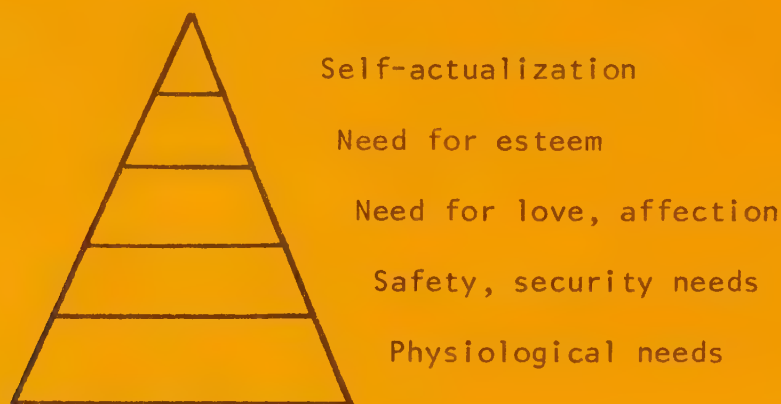 Self-actualization
Need for esteem
Need for love, affection
Safety, security needs
Physiological needs